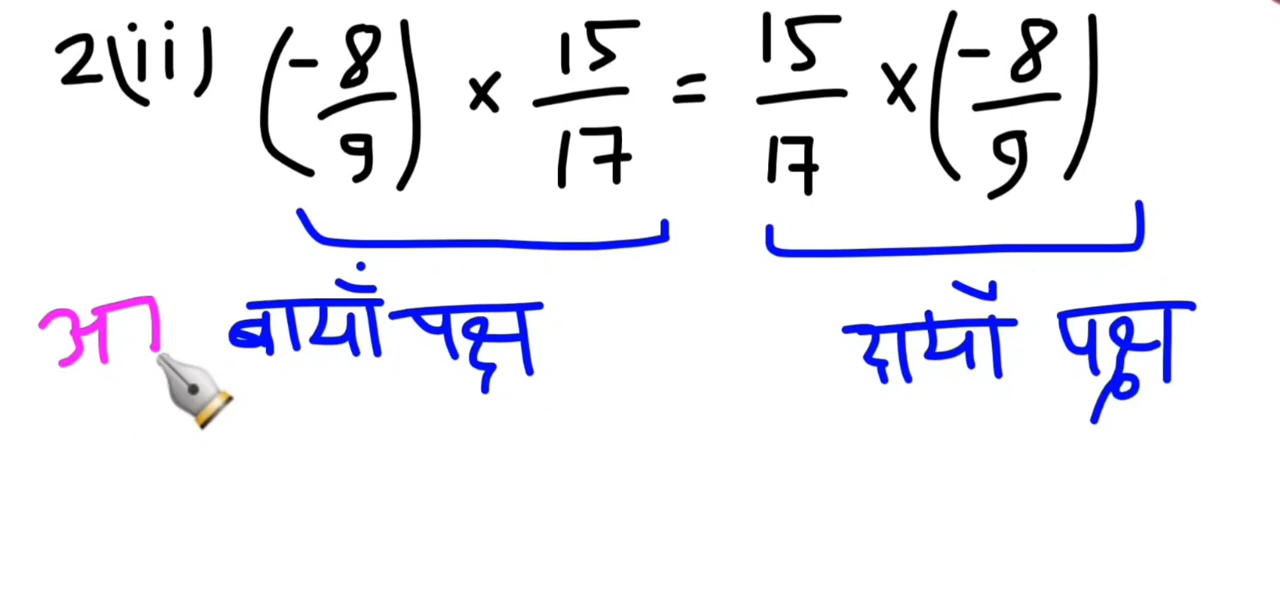 2(ii) (-8/9) × 15/17 = 15/17 × (-8/9)
अा बायाँ पक्ष दायाँ पक्ष